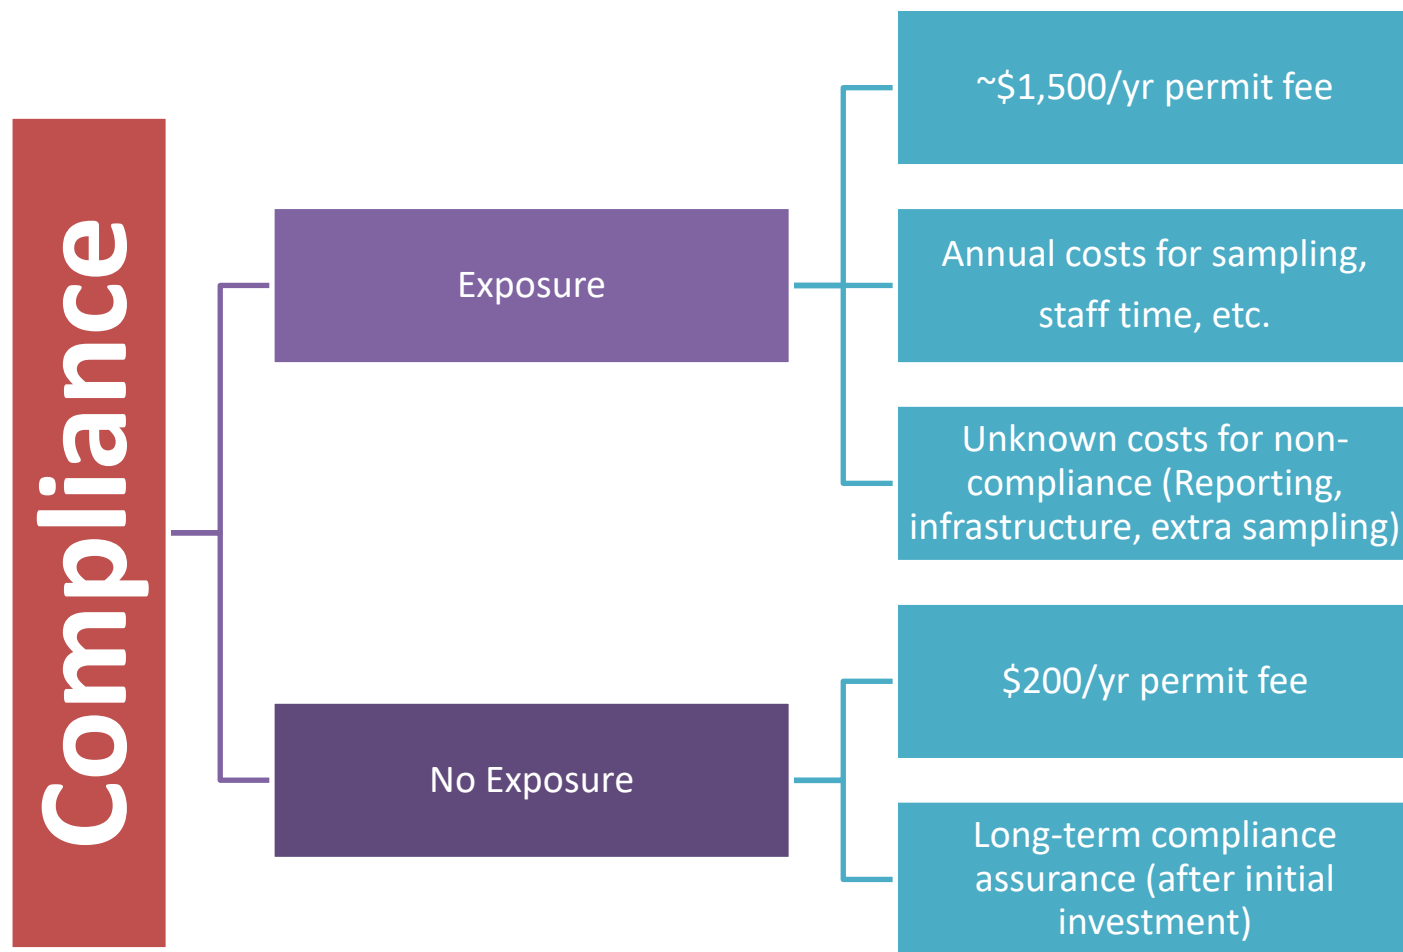 Compliance
Exposure
~$1,500/yr permit fee
Annual costs for sampling,
staff time, etc.
Unknown costs for non-
compliance (Reporting,
infrastructure, extra sampling)
No Exposure
$200/yr permit fee
Long-term compliance
assurance (after initial
investment)